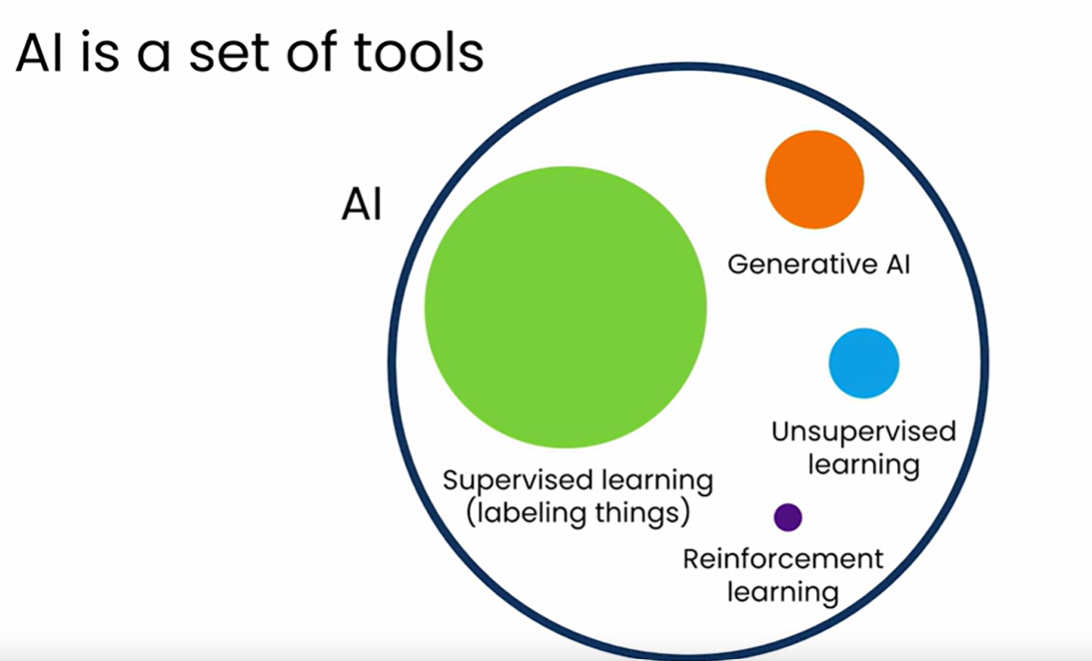 AI is a set of tools
AI
Generative AI
Unsupervised
learning
Supervised learning
(labeling things)
Reinforcement
learning